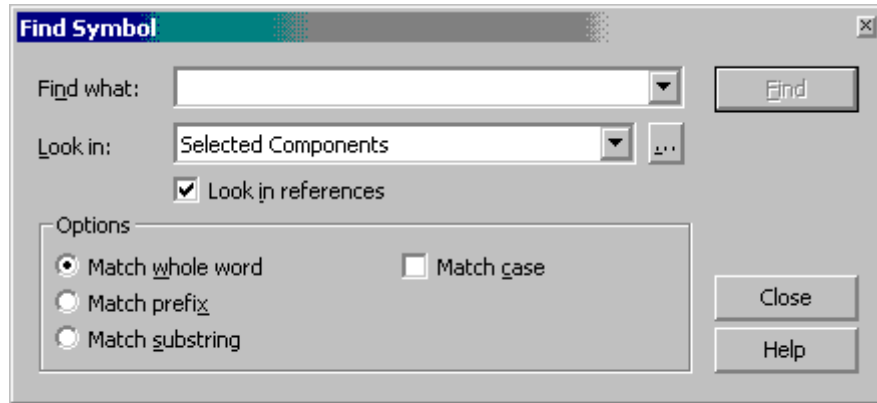 Find Symbol
Find what:
Find
Look in:
Selected Components
...
Look in references
Options
Match whole word
Match case
Match prefix
Match substring
Close
Help